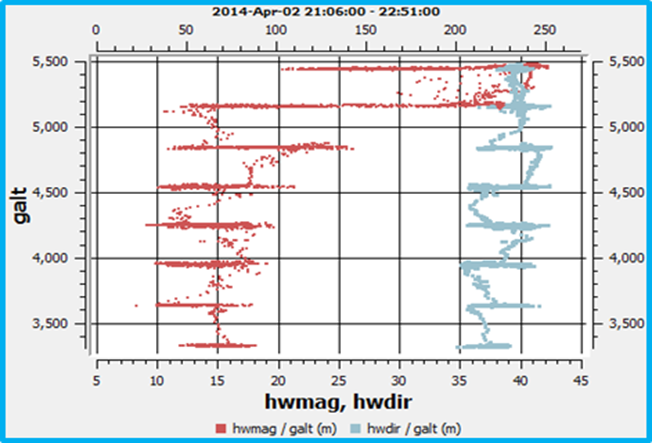 2014-Apr-02 21:06:00 - 22:51:00
0 50 100 150 200 250
5,500 5,500
5,000 5,000
4,500 4,500
galt
4,000 4,000
3,500 3,500
5 10 15 20 25 30 35 40 45
hwmag, hwdir
hwmag / galt (m) hwdir / galt (m)